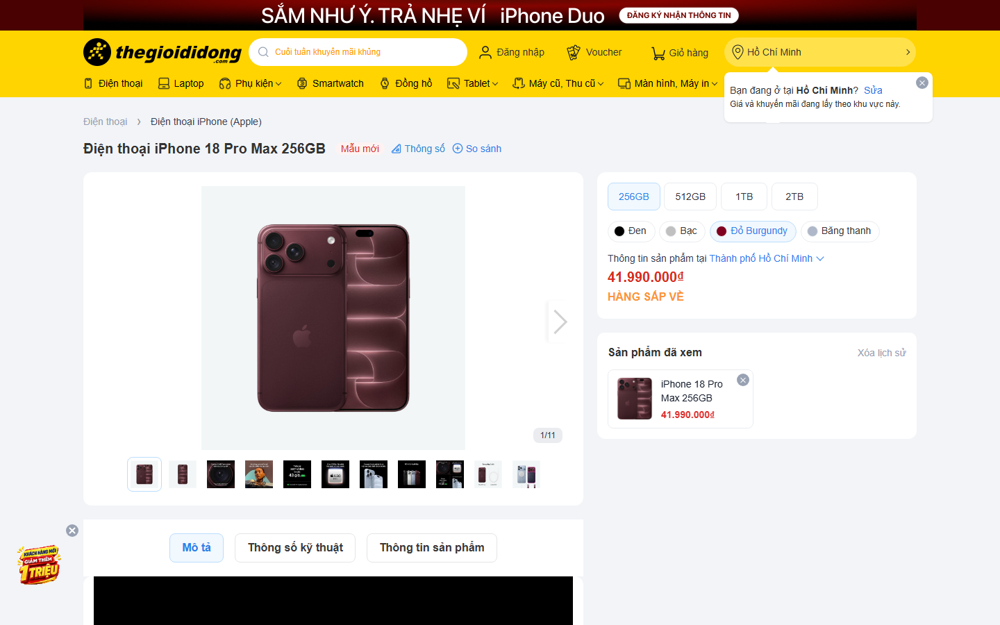 SẮM NHƯ Ý. TRẢ NHẸ VÍ iPhone Duo ĐĂNG KÝ NHẬN THÔNG TIN
thegioididong
.com
Cuối tuần khuyến mãi khủng
Đăng nhập
Voucher
Giỏ hàng
Hồ Chí Minh
Điện thoại
Laptop
Phụ kiện
Smartwatch
Đồng hồ
Tablet
Máy cũ, Thu cũ
Màn hình, Máy in
Bạn đang ở tại Hồ Chí Minh? Sửa
Giá và khuyến mãi đang lấy theo khu vực này.
Điện thoại › Điện thoại iPhone (Apple)
Điện thoại iPhone 18 Pro Max 256GB Mẫu mới Thông số So sánh
256GB 512GB 1TB 2TB
Đen Bạc Đỏ Burgundy Băng thanh
Thông tin sản phẩm tại Thành phố Hồ Chí Minh
41.990.000₫
HÀNG SẮP VỀ
1/11
Sản phẩm đã xem Xóa lịch sử
iPhone 18 Pro
Max 256GB
41.990.000₫
KHÁCH HÀNG MỚI
GIẢM THÊM
1 TRIỆU
Mô tả Thông số kỹ thuật Thông tin sản phẩm